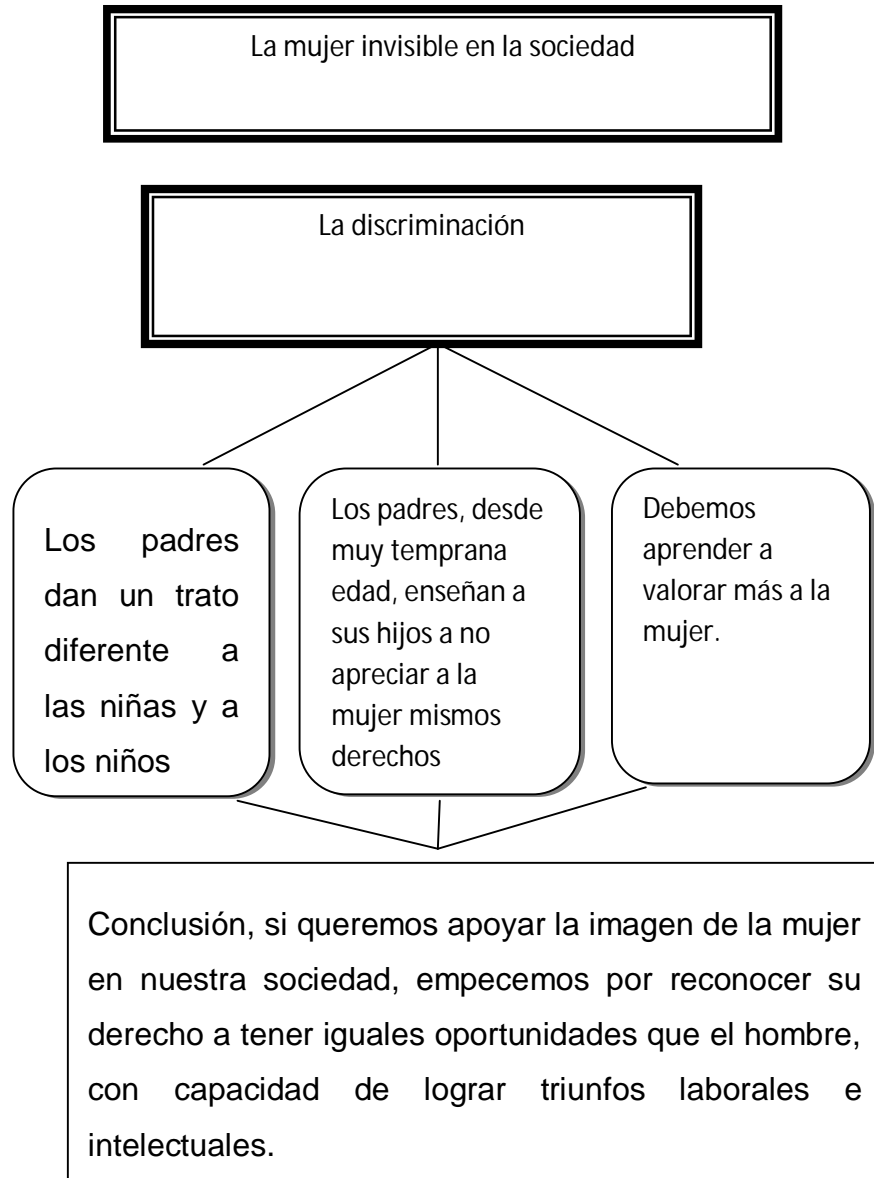 La mujer invisible en la sociedad
La discriminación
Los padres
dan un trato
diferente a
las niñas y a
los niños
Los padres, desde
muy temprana
edad, enseñan a
sus hijos a no
apreciar a la
mujer mismos
derechos
Debemos
aprender a
valorar más a la
mujer.
Conclusión, si queremos apoyar la imagen de la mujer
en nuestra sociedad, empecemos por reconocer su
derecho a tener iguales oportunidades que el hombre,
con capacidad de lograr triunfos laborales e
intelectuales.